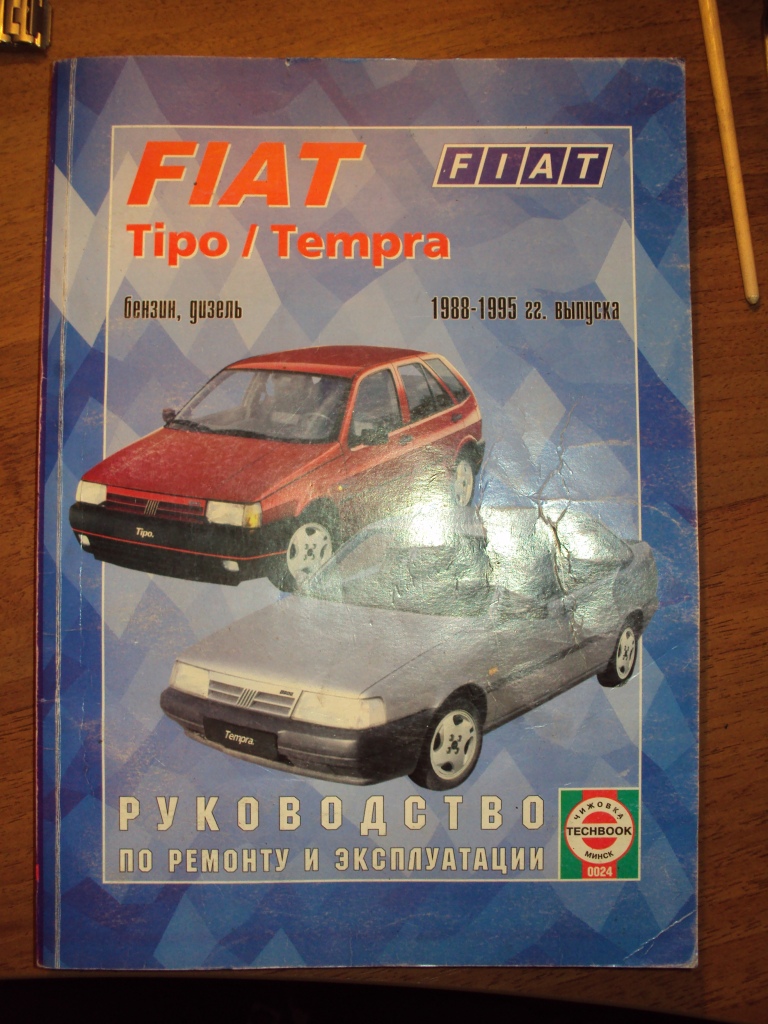 FIAT
FIAT
Tipo / Tempra
бензин, дизель
1988-1995 гг. выпуска
Tipo.
Tempra.
РУКОВОДСТВО
ПО РЕМОНТУ И ЭКСПЛУАТАЦИИ
ЧИЖОВКА
TECHBOOK
МИНСК
0024